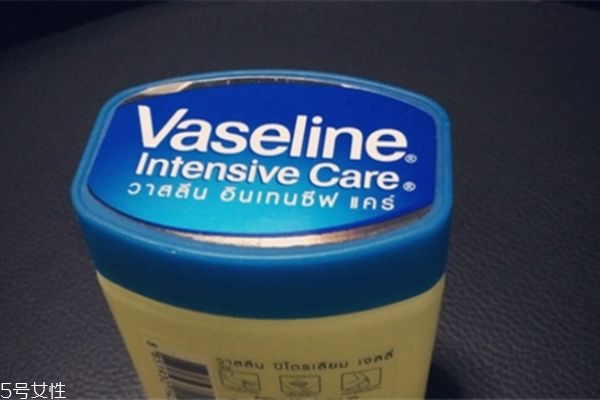 Vaseline®
Intensive Care®
วาสลีน อินเทนซีฟ แคร์
วาสลีน ปิโตรเลียม เจลลี่
5号女性